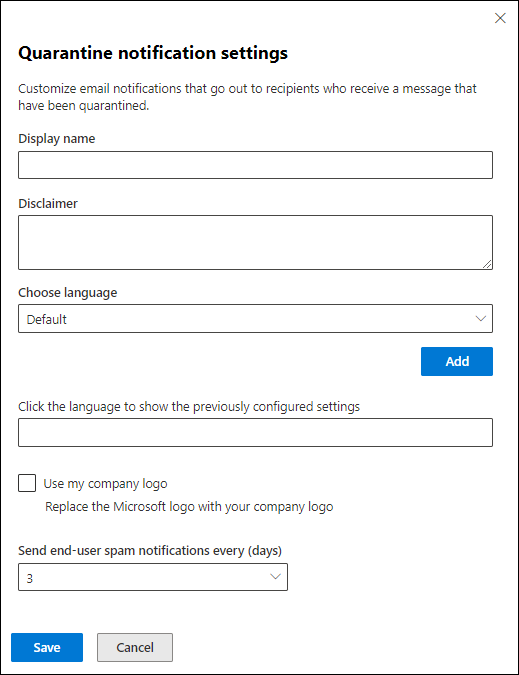 Quarantine notification settings
Customize email notifications that go out to recipients who receive a message that
have been quarantined.
Display name
Disclaimer
Choose language
Default
Add
Click the language to show the previously configured settings
Use my company logo
Replace the Microsoft logo with your company logo
Send end-user spam notifications every (days)
3
Save
Cancel